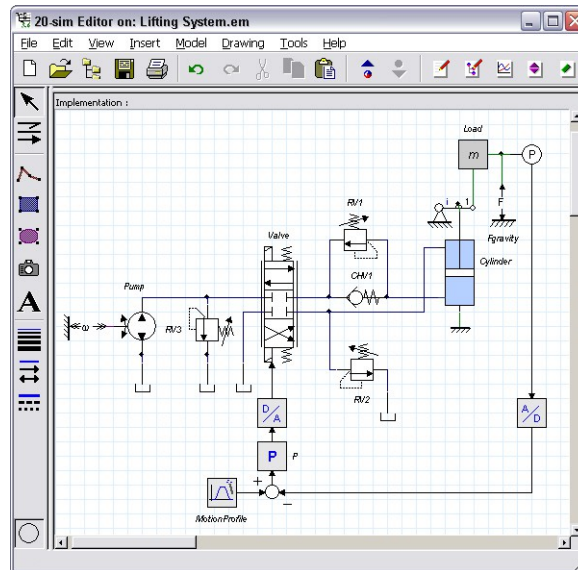 20-sim Editor on: Lifting System.em
File Edit View Insert Model Drawing Tools Help
Implementation :
Load
m
P
RV1
i
1
F
Fgravity
Valve
Cylinder
Pump
CHV1
ω
RV3
RV2
D/A
A/D
P
P
+
−
MotionProfile
A